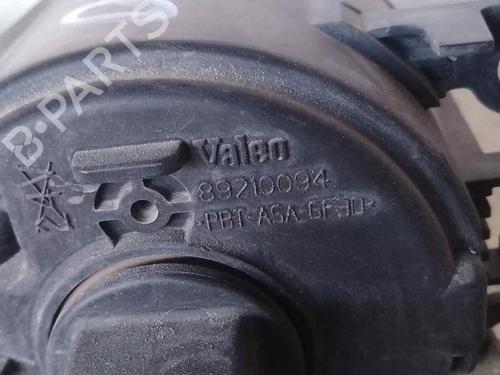 B-PARTS
Valeo
89210094
>PBT-ASA-GF30<